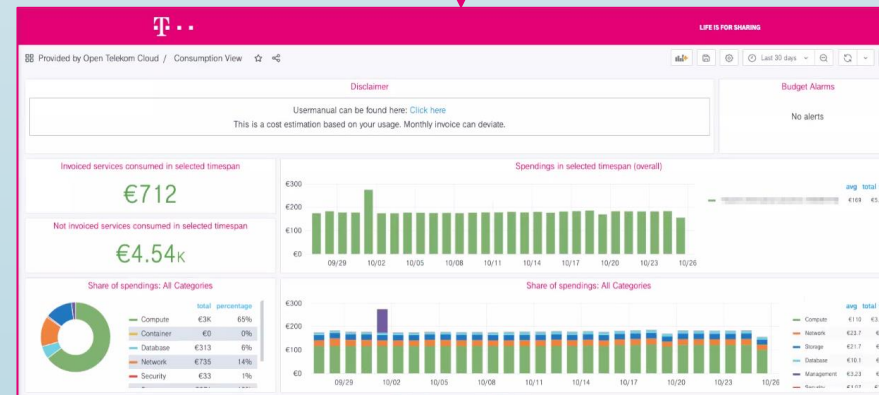 T
LIFE IS FOR SHARING
Provided by Open Telekom Cloud / Consumption View
Last 30 days
Disclaimer
Usermanual can be found here: Click here
This is a cost estimation based on your usage. Monthly invoice can deviate.
Budget Alarms
No alerts
Invoiced services consumed in selected timespan
€712
Not invoiced services consumed in selected timespan
€4.54K
Spendings in selected timespan (overall)
€300
€200
€100
€0
09/29 10/02 10/05 10/08 10/11 10/14 10/17 10/20 10/23 10/26
avg total
€169 €5.
Share of spendings: All Categories
total percentage
Compute €3K 65%
Container €0 0%
Database €313 6%
Network €735 14%
Security €33 1%
Share of spendings: All Categories
€300
€200
€100
€0
09/29 10/02 10/05 10/08 10/11 10/14 10/17 10/20 10/23 10/26
avg total
Compute €110 €3.
Network €23.7 €
Storage €21.7 €
Database €10.1 €
Management €3.23 €